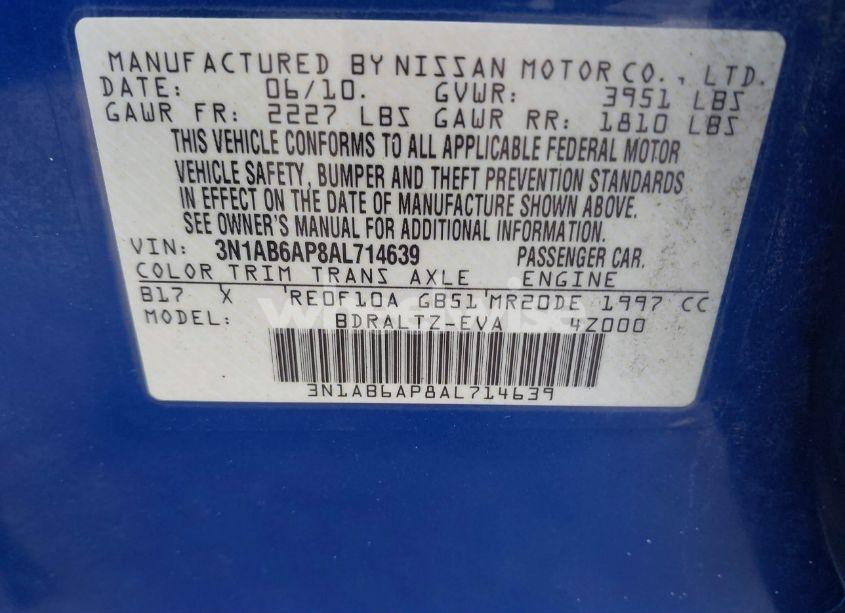 MANUFACTURED BY NISSAN MOTOR CO., LTD.
DATE: 06/10. GVWR: 3951 LBS
GAWR FR: 2227 LBS GAWR RR: 1810 LBS
THIS VEHICLE CONFORMS TO ALL APPLICABLE FEDERAL MOTOR
VEHICLE SAFETY, BUMPER AND THEFT PREVENTION STANDARDS
IN EFFECT ON THE DATE OF MANUFACTURE SHOWN ABOVE.
SEE OWNER'S MANUAL FOR ADDITIONAL INFORMATION.
VIN: 3N1AB6AP8AL714639 PASSENGER CAR.
COLOR TRIM TRANS AXLE ENGINE
B17 X RE0F10A GB51 MR20DE 1997 CC
MODEL: BDRALTZ-EVA 4Z000
3N1AB6AP8AL714639